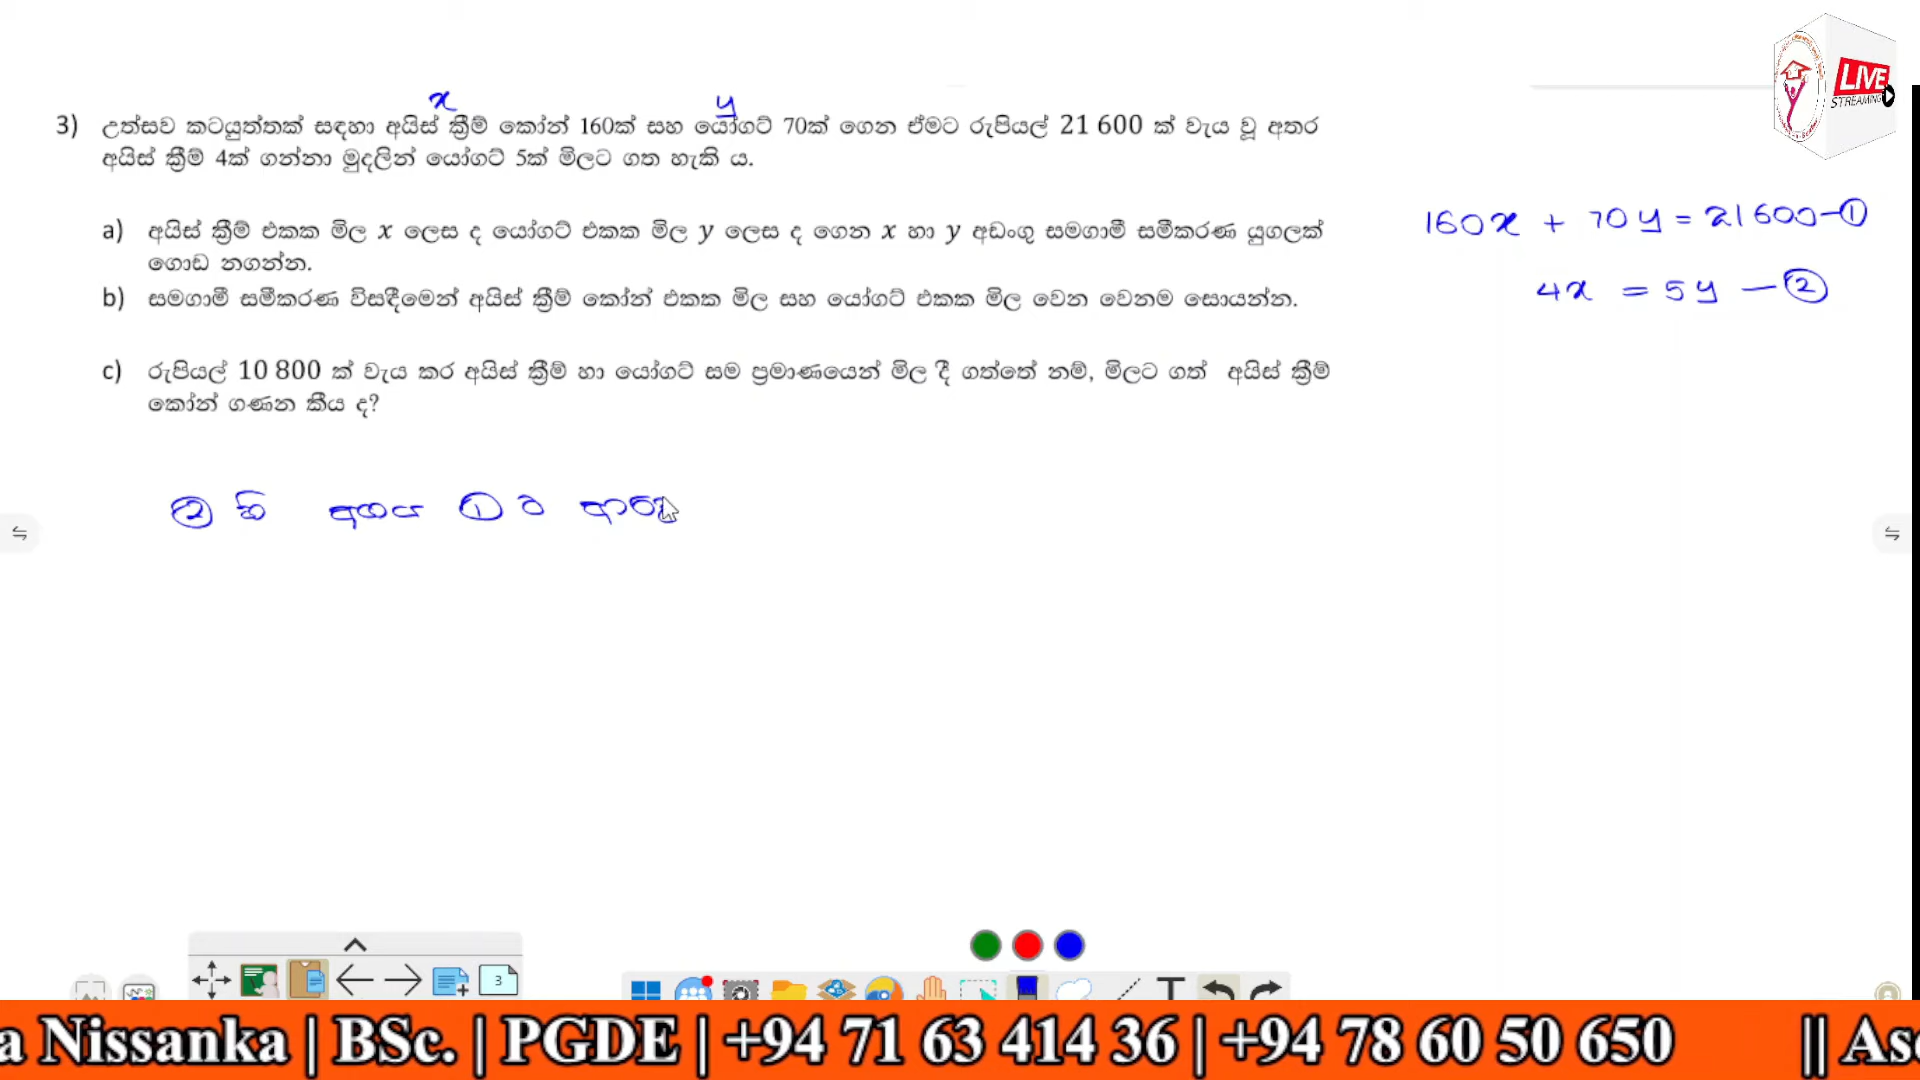 LIVE
STREAMING
x y
3) උත්සව කටයුත්තක් සඳහා අයිස් ක්‍රීම් කෝන් 160ක් සහ යෝගට් 70ක් ගෙන ඒමට රුපියල් 21 600 ක් වැය වූ අතර
අයිස් ක්‍රීම් 4ක් ගන්නා මුදලින් යෝගට් 5ක් මිලට ගත හැකි ය.
160x + 70y = 21600 —①
a) අයිස් ක්‍රීම් එකක මිල x ලෙස ද යෝගට් එකක මිල y ලෙස ද ගෙන x හා y අඩංගු සමගාමී සමීකරණ යුගලක්
ගොඩ නගන්න.
4x = 5y —②
b) සමගාමී සමීකරණ විසඳීමෙන් අයිස් ක්‍රීම් කෝන් එකක මිල සහ යෝගට් එකක මිල වෙන වෙනම සොයන්න.
c) රුපියල් 10 800 ක් වැය කර අයිස් ක්‍රීම් හා යෝගට් සම ප්‍රමාණයෙන් මිල දී ගත්තේ නම්, මිලට ගත් අයිස් ක්‍රීම්
කෝන් ගණන කීය ද?
② හි අගය ① ට
3
T
a Nissanka | BSc. | PGDE | +94 71 63 414 36 | +94 78 60 50 650 || Ase